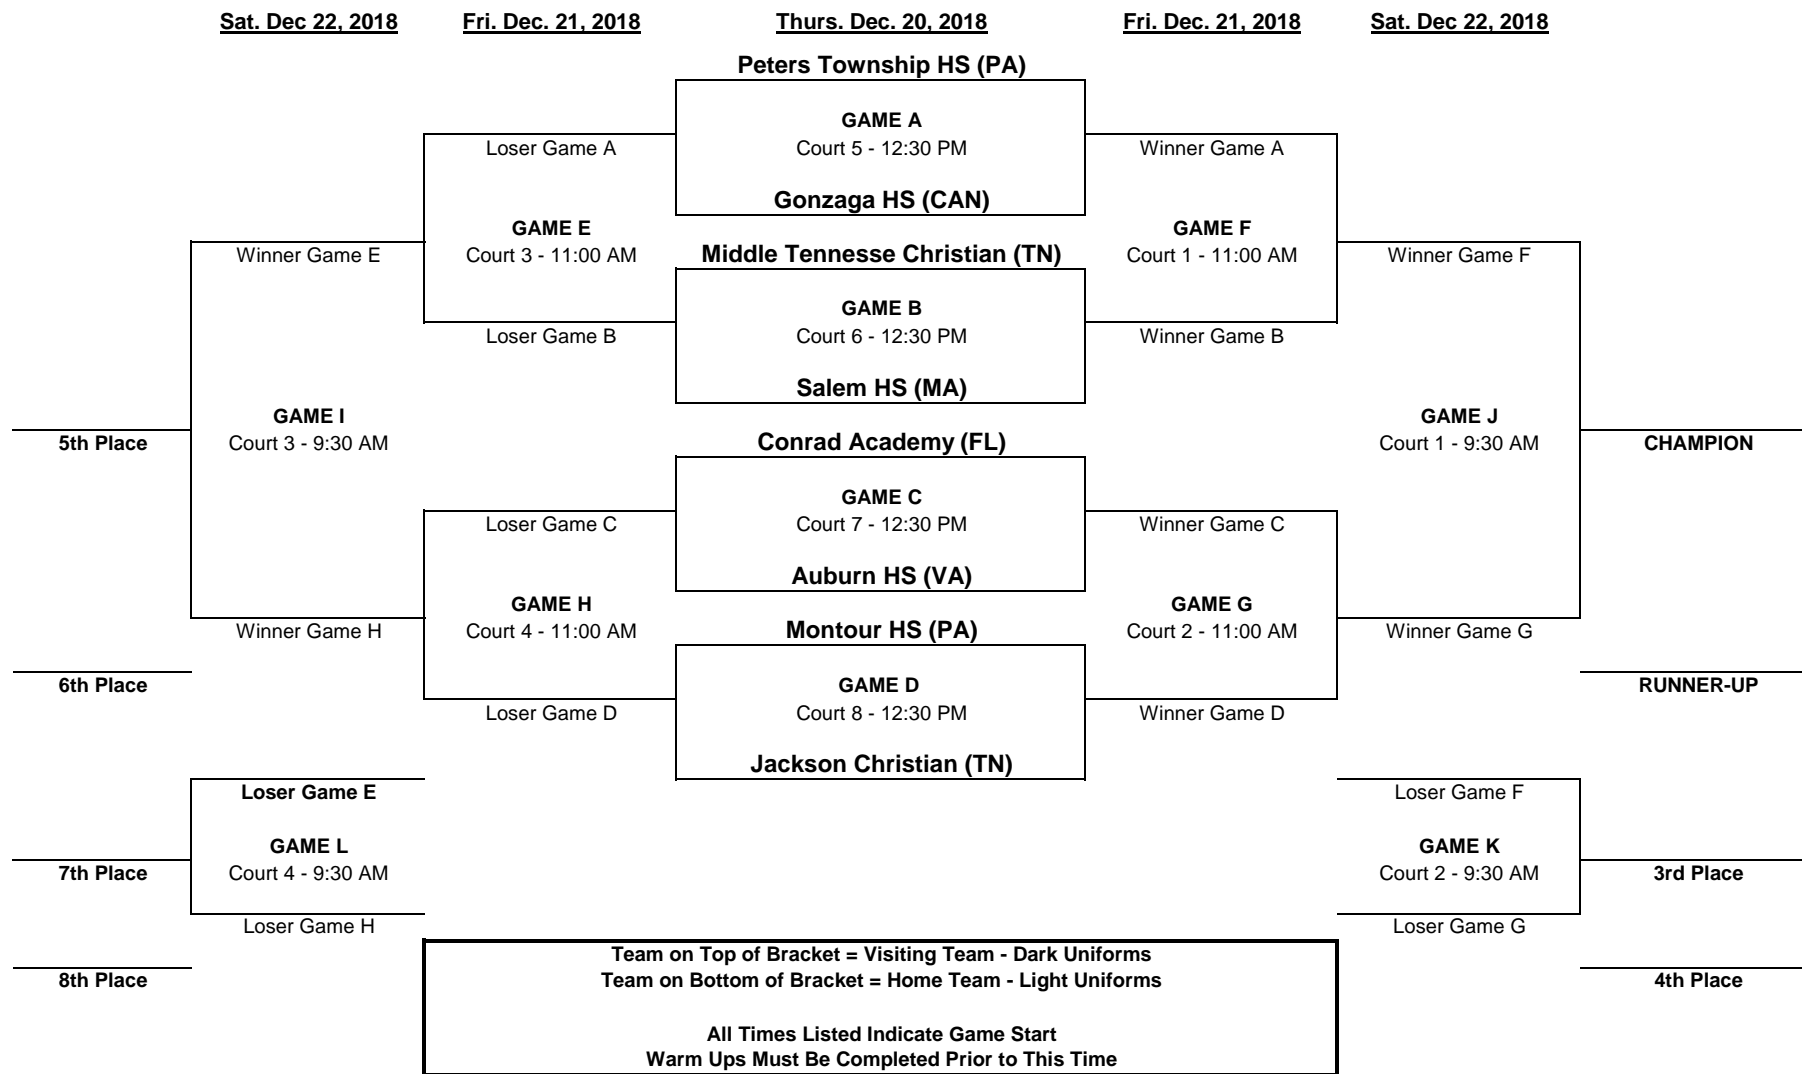 Sat. Dec 22, 2018
Fri. Dec. 21, 2018
Thurs. Dec. 20, 2018
Fri. Dec. 21, 2018
Sat. Dec 22, 2018
Peters Township HS (PA)
GAME A
Loser Game A
Court 5 - 12:30 PM
Winner Game A
Gonzaga HS (CAN)
GAME E
GAME F
Winner Game E
Court 3 - 11:00 AM
Middle Tennesse Christian (TN)
Court 1 - 11:00 AM
Winner Game F
GAME B
Loser Game B
Court 6 - 12:30 PM
Winner Game B
Salem HS (MA)
GAME I
GAME J
5th Place
Court 3 - 9:30 AM
Conrad Academy (FL)
Court 1 - 9:30 AM
CHAMPION
GAME C
Loser Game C
Court 7 - 12:30 PM
Winner Game C
Auburn HS (VA)
GAME H
GAME G
Winner Game H
Court 4 - 11:00 AM
Montour HS (PA)
Court 2 - 11:00 AM
Winner Game G
6th Place
GAME D
RUNNER-UP
Loser Game D
Court 8 - 12:30 PM
Winner Game D
Jackson Christian (TN)
Loser Game E
Loser Game F
GAME L
GAME K
7th Place
Court 4 - 9:30 AM
Court 2 - 9:30 AM
3rd Place
Loser Game H
Loser Game G
Team on Top of Bracket = Visiting Team - Dark Uniforms
8th Place
Team on Bottom of Bracket = Home Team - Light Uniforms
4th Place
All Times Listed Indicate Game Start
Warm Ups Must Be Completed Prior to This Time